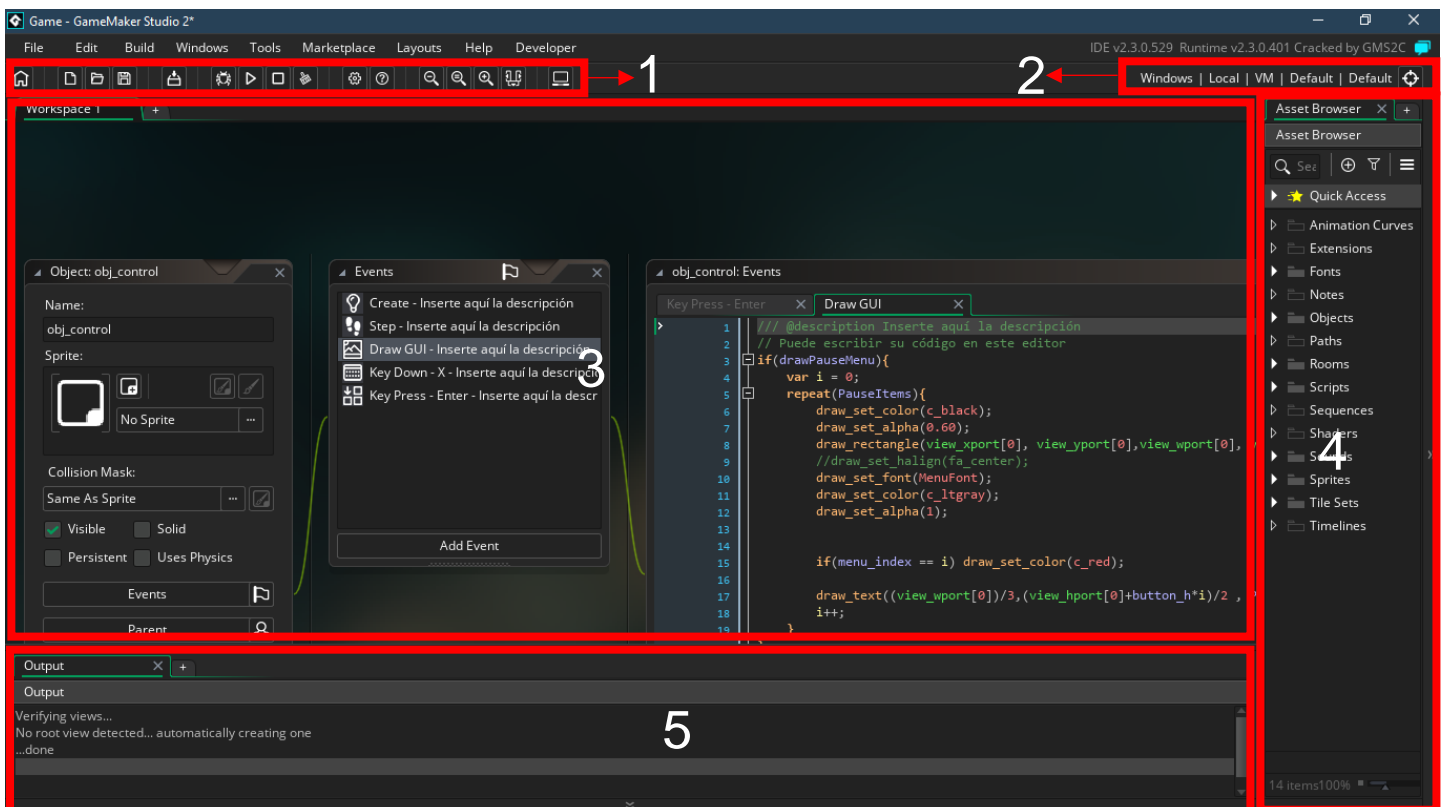 Game - GameMaker Studio 2*
File Edit Build Windows Tools Marketplace Layouts Help Developer
IDE v2.3.0.529 Runtime v2.3.0.401 Cracked by GMS2C
1
2
Windows | Local | VM | Default | Default
Workspace 1 +
Object: obj_control
Name:
obj_control
Sprite:
No Sprite ...
Collision Mask:
Same As Sprite ...
Visible Solid
Persistent Uses Physics
Events
Parent
Events
Create - Inserte aquí la descripción
Step - Inserte aquí la descripción
Draw GUI - Inserte aquí la descripción
Key Down - X - Inserte aquí la descripció
Key Press - Enter - Inserte aquí la descr
Add Event
3
obj_control: Events
Key Press - Enter Draw GUI
1 /// @description Inserte aquí la descripción
2 // Puede escribir su código en este editor
3 if(drawPauseMenu){
4 var i = 0;
5 repeat(PauseItems){
6 draw_set_color(c_black);
7 draw_set_alpha(0.60);
8 draw_rectangle(view_xport[0], view_yport[0],view_wport[0],
9 //draw_set_halign(fa_center);
10 draw_set_font(MenuFont);
11 draw_set_color(c_ltgray);
12 draw_set_alpha(1);
13
14
15 if(menu_index == i) draw_set_color(c_red);
16
17 draw_text((view_wport[0])/3,(view_hport[0]+button_h*i)/2 ,
18 i++;
19 }
Asset Browser +
Asset Browser
Quick Access
Animation Curves
Extensions
Fonts
Notes
Objects
Paths
Rooms
Scripts
Sequences
Shaders
Sounds
Sprites
Tile Sets
Timelines
4
14 items 100%
Output +
Output
Verifying views...
No root view detected... automatically creating one
...done
5